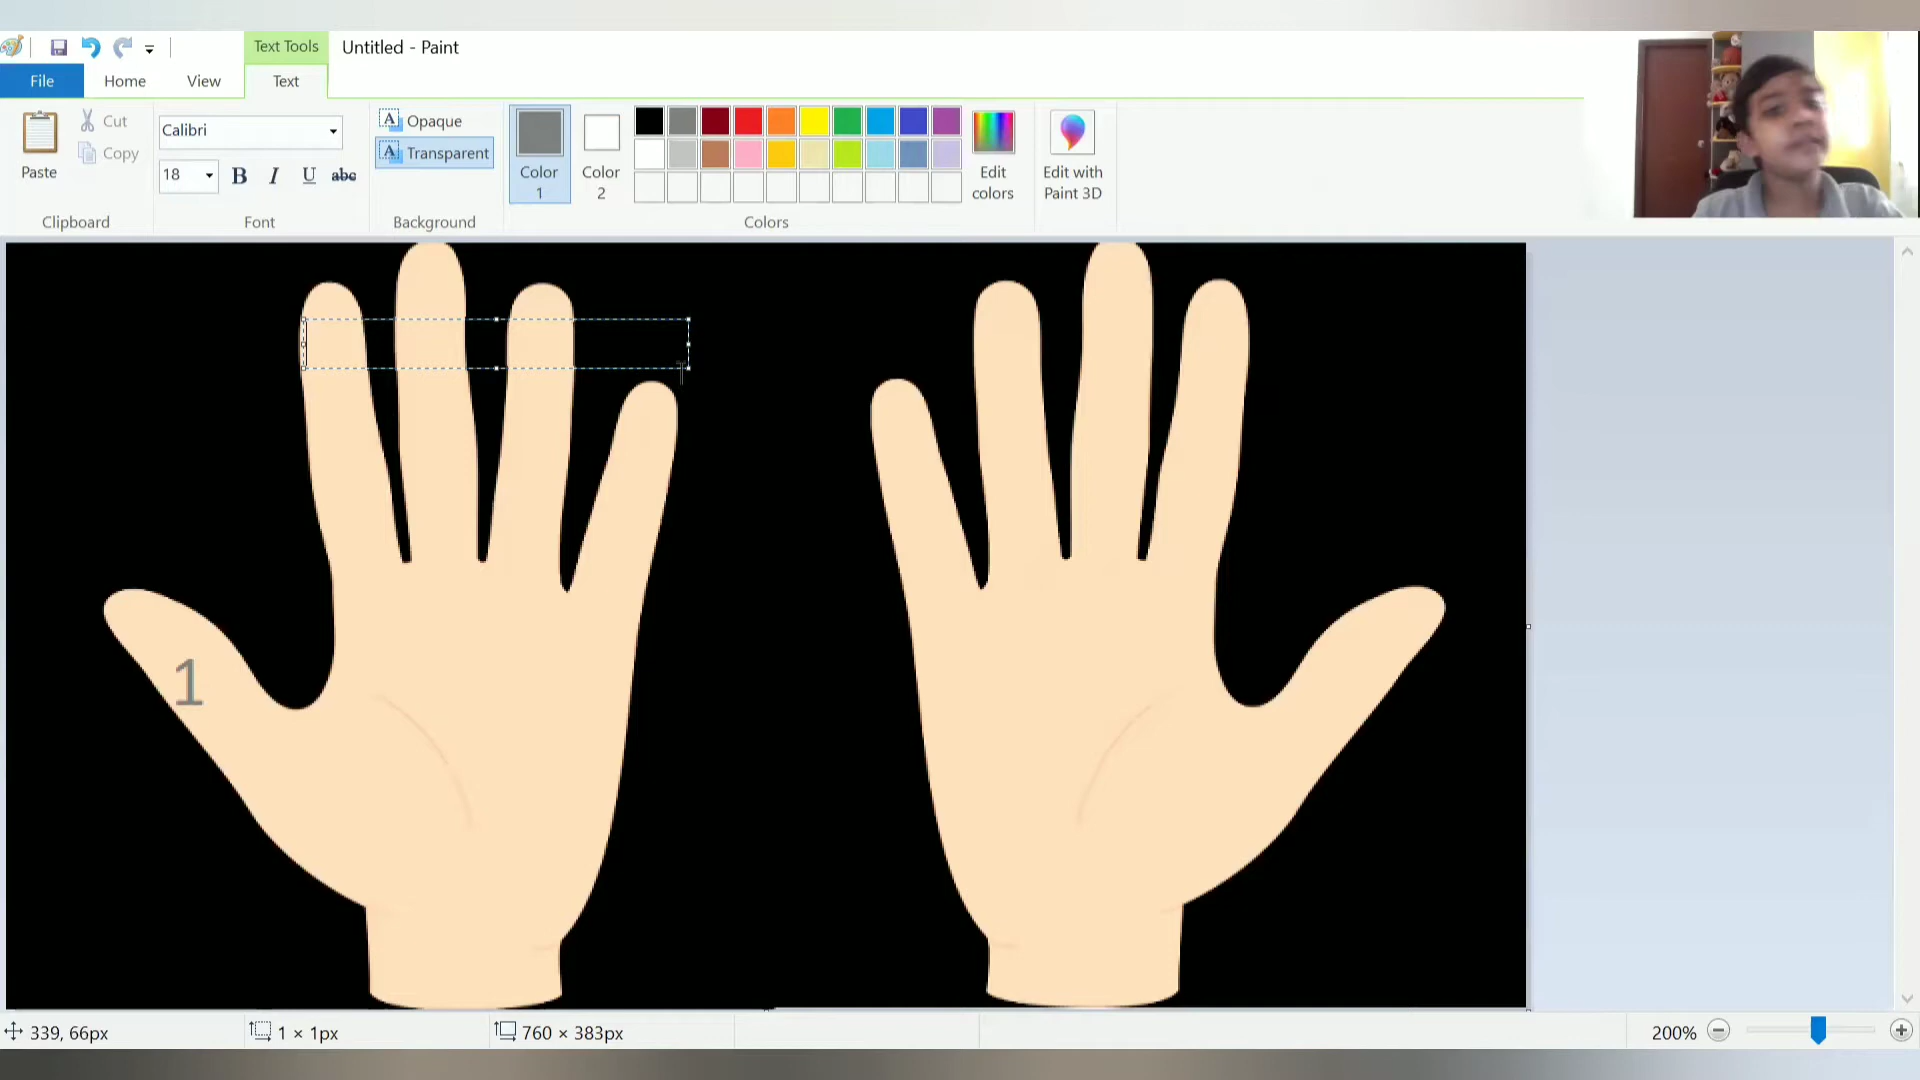 Text Tools
Untitled - Paint
File
Home
View
Text
Paste
Cut
Copy
Clipboard
Calibri
18
B I U abc
Font
A Opaque
A Transparent
Background
Color 1
Color 2
Edit colors
Colors
Edit with Paint 3D
1
339, 66px
1 × 1px
760 × 383px
200%